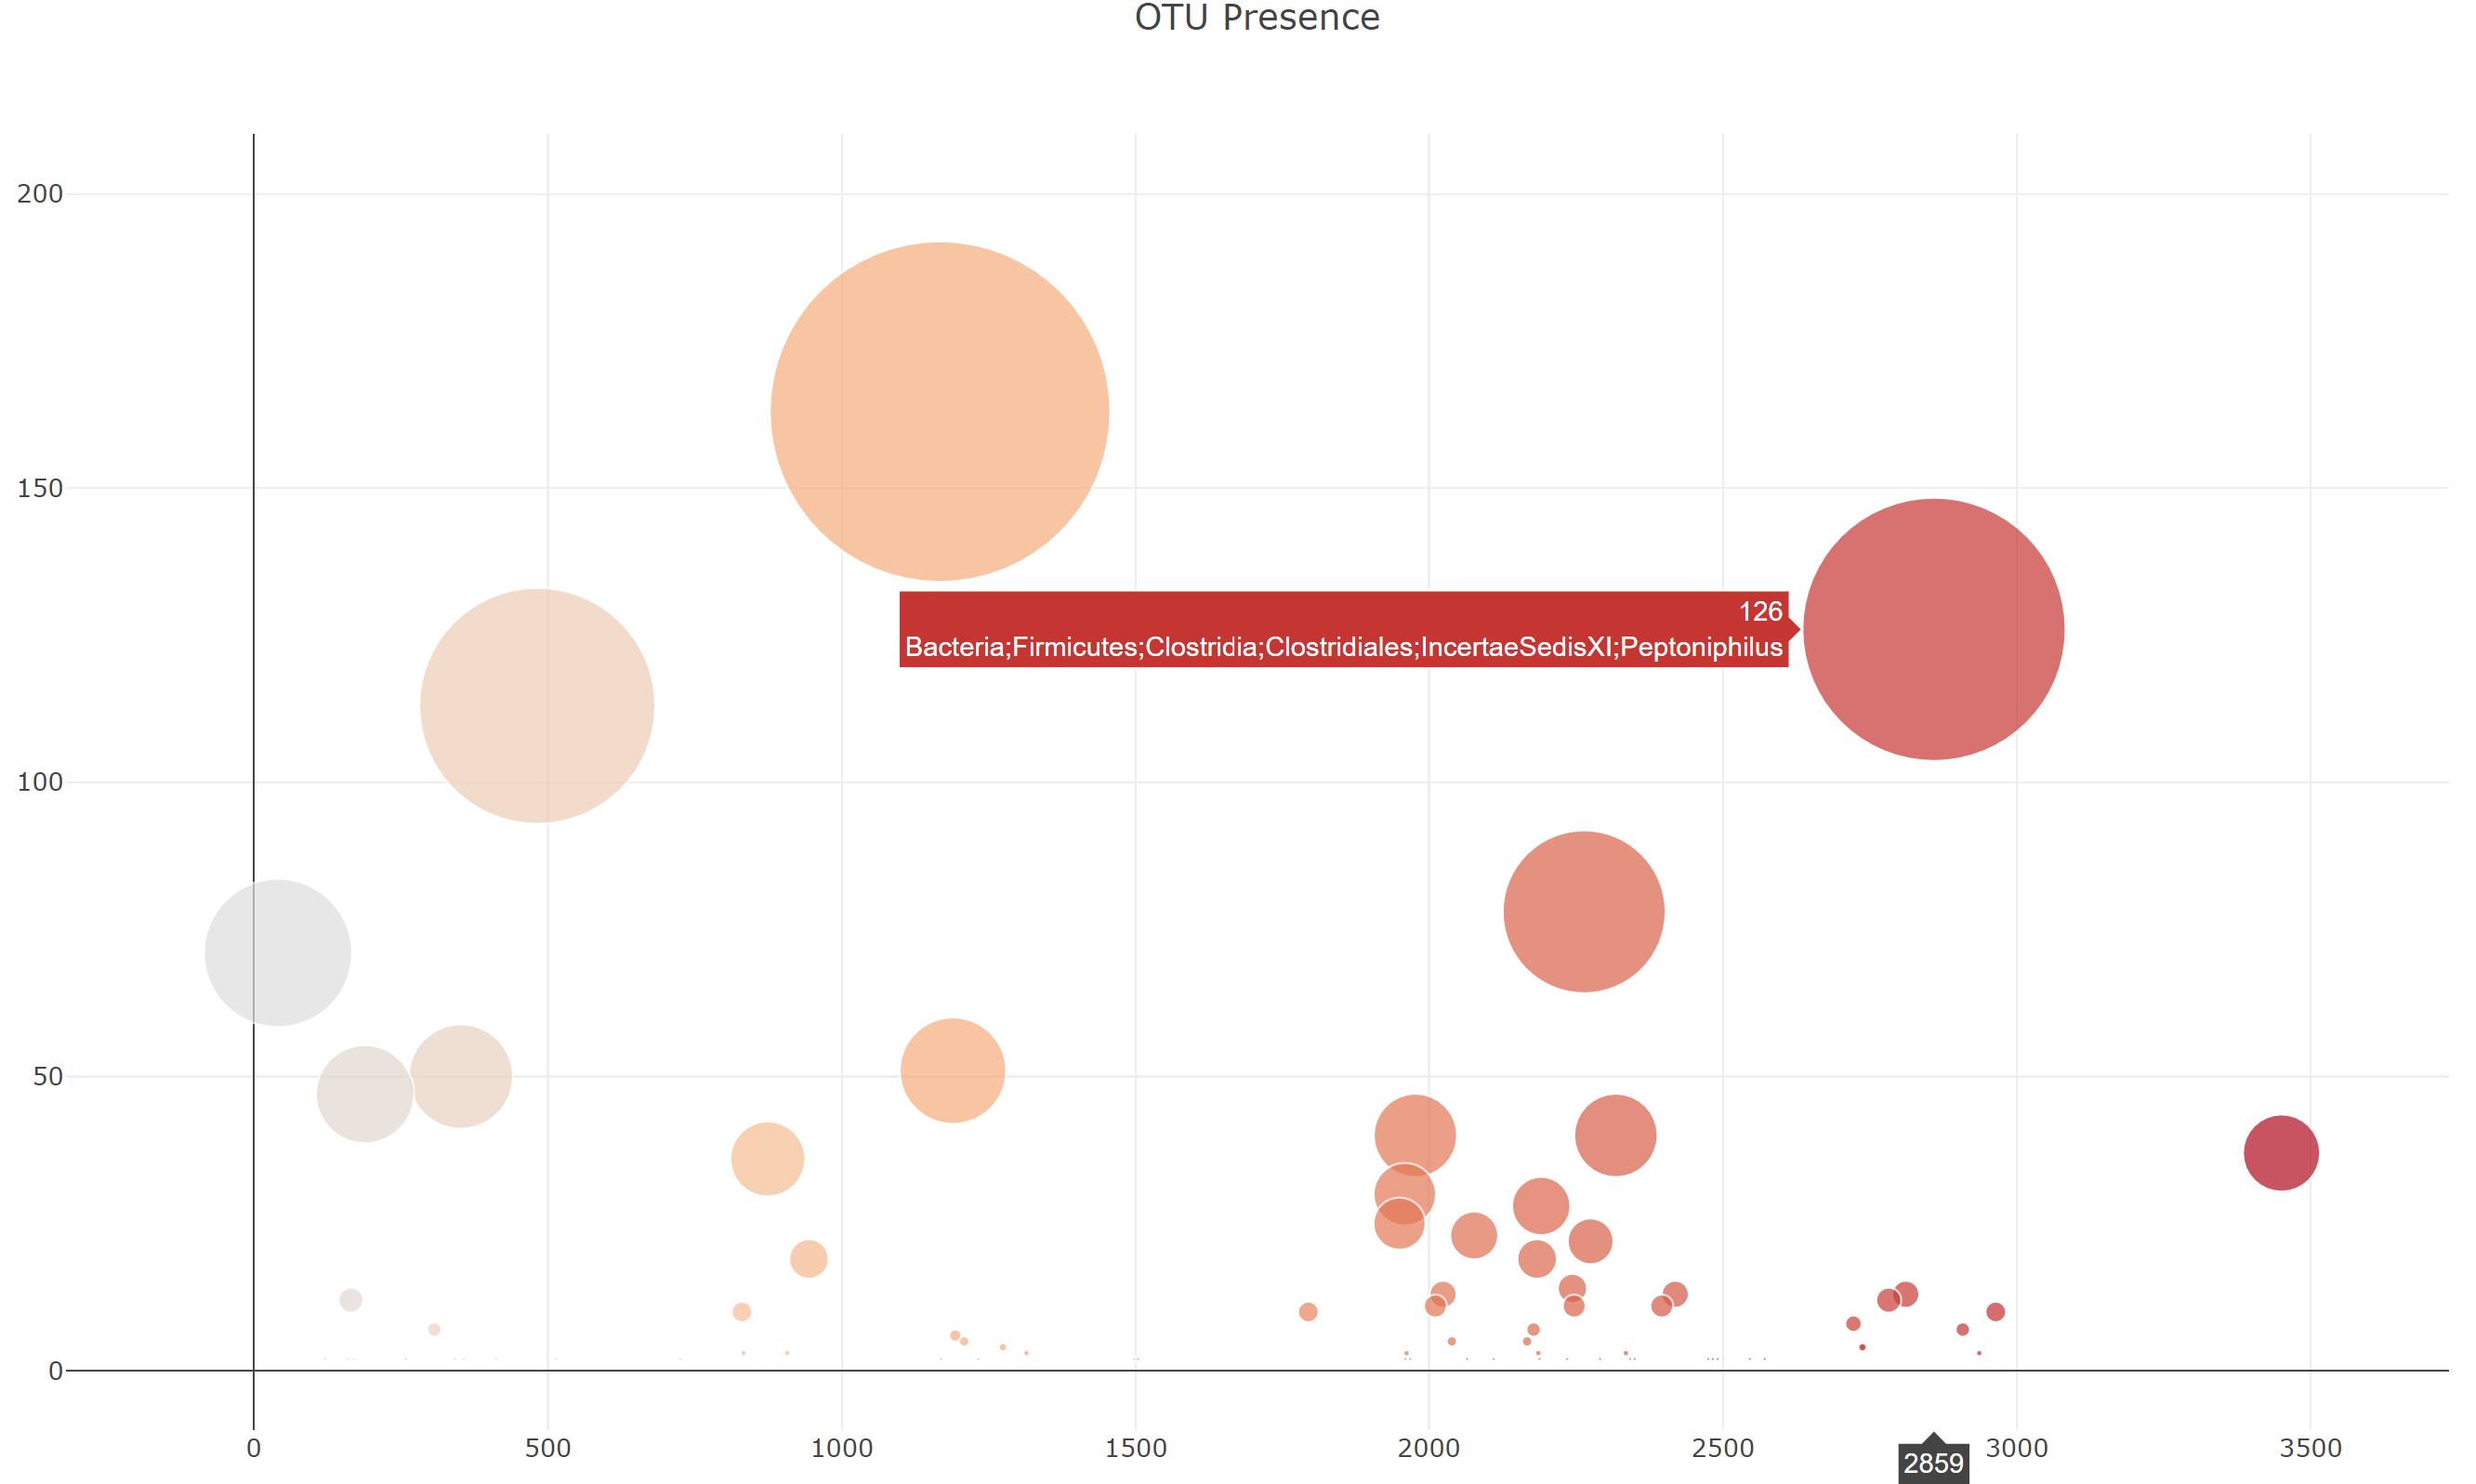 OTU Presence
200
150
126
Bacteria;Firmicutes;Clostridia;Clostridiales;IncertaeSedisXI;Peptoniphilus
100
50
0
0 500 1000 1500 2000 2500 3000 3500
2859